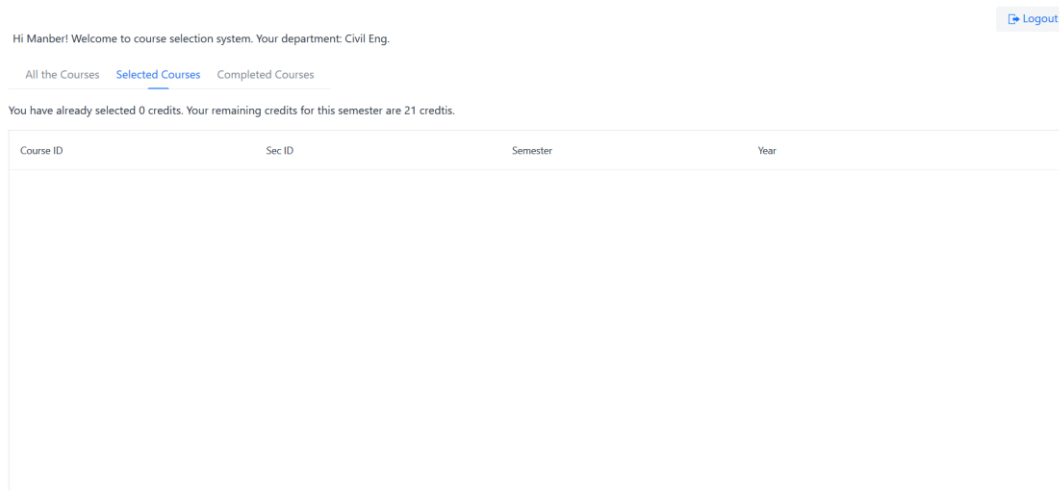 Logout
Hi Manber! Welcome to course selection system. Your department: Civil Eng.
All the Courses Selected Courses Completed Courses
You have already selected 0 credits. Your remaining credits for this semester are 21 credtis.
Course ID Sec ID Semester Year